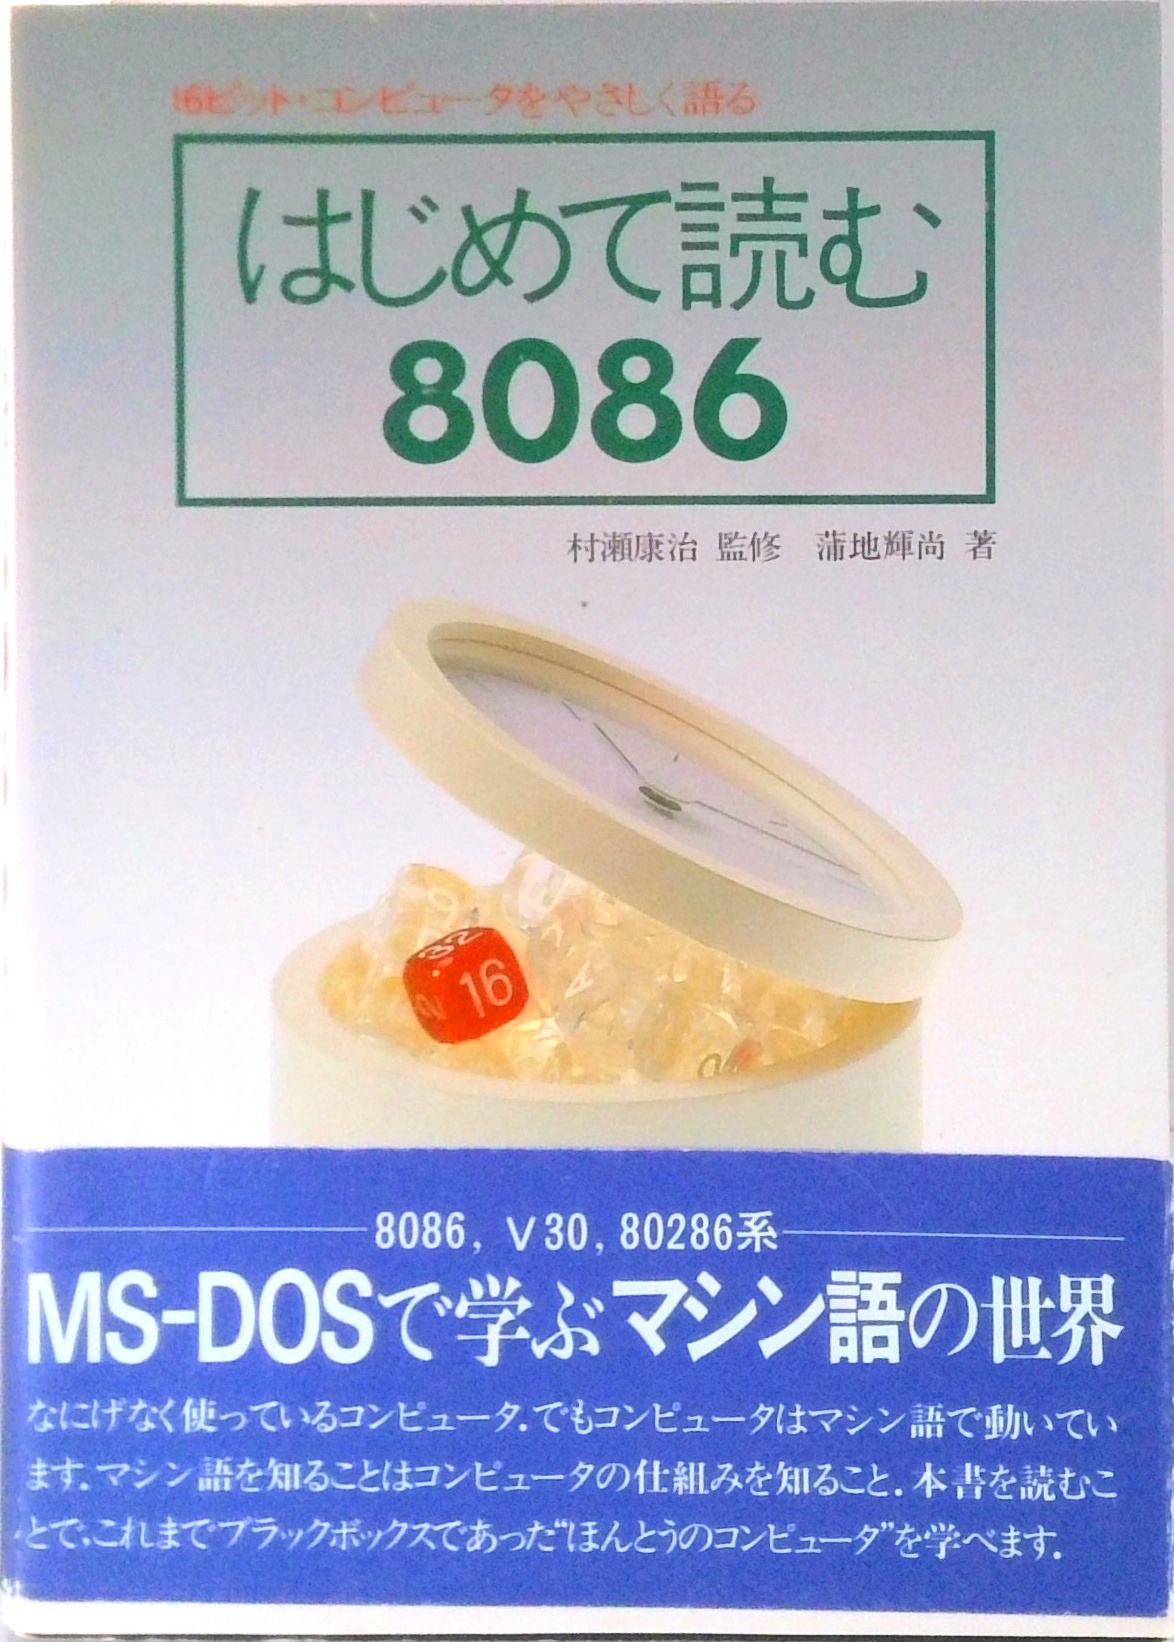 16ビット・コンピュータをやさしく語る
はじめて読む
8086
村瀬康治 監修　蒲地輝尚 著
9
32
2 16
8086, V30, 80286系
MS-DOSで学ぶマシン語の世界
なにげなく使っているコンピュータ.でもコンピュータはマシン語で動いてい
ます.マシン語を知ることはコンピュータの仕組みを知ること.本書を読むこ
とで,これまでブラックボックスであった“ほんとうのコンピュータ”を学べます.